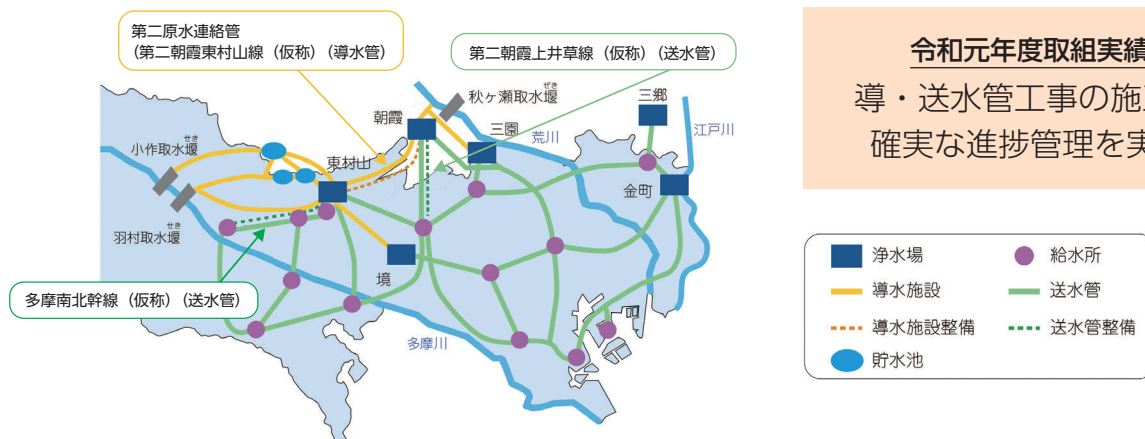 第二原水連絡管
(第二朝霞東村山線（仮称）(導水管)
第二朝霞上井草線（仮称）(送水管)
令和元年度取組実績
導・送水管工事の施
確実な進捗管理を実
秋ヶ瀬取水堰
ぜき
三郷
朝霞
三園
荒川
江戸川
小作取水堰
せき
東村山
金町
羽村取水堰
せき
境
多摩南北幹線（仮称）(送水管)
多摩川
浄水場
給水所
導水施設
送水管
導水施設整備
送水管整備
貯水池